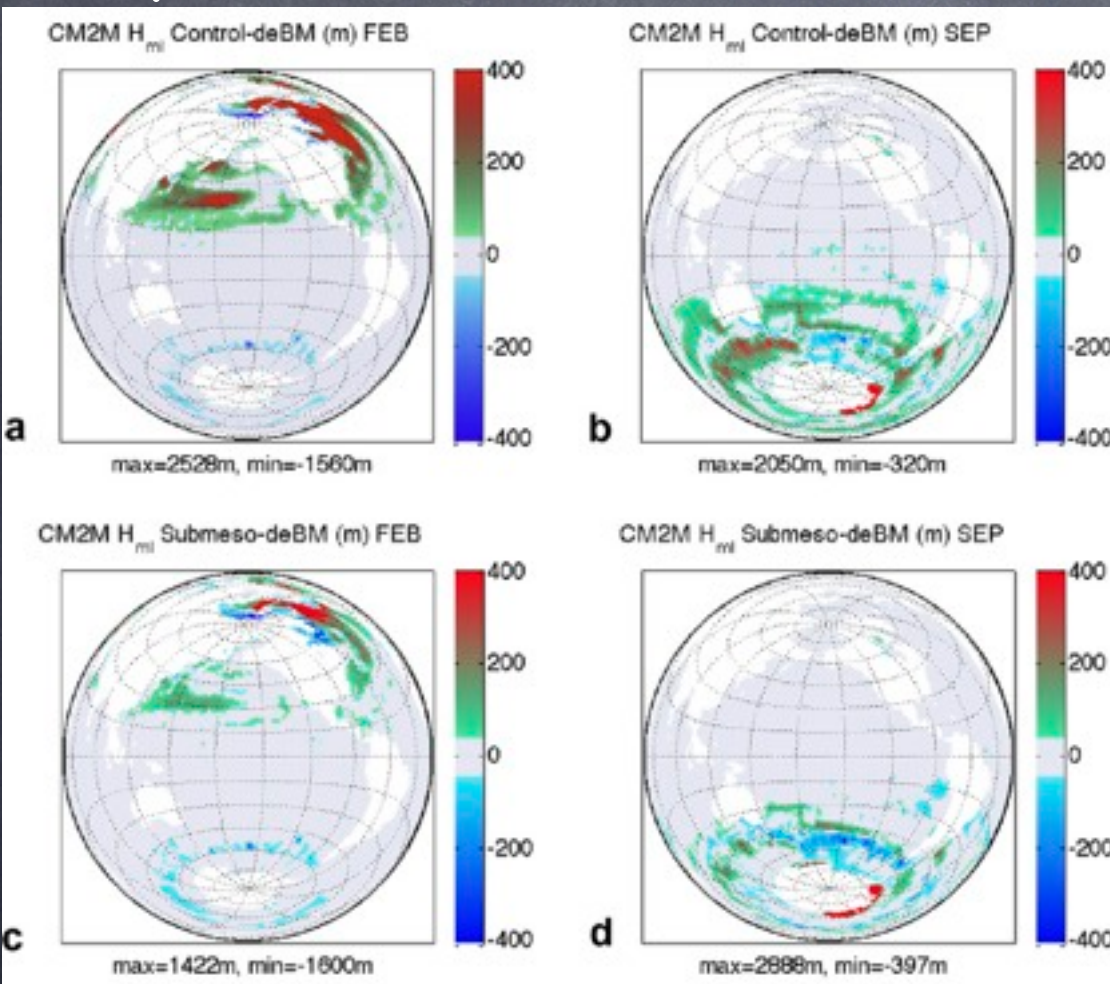 CM2M H_ml Control-deBM (m) FEB
CM2M H_ml Control-deBM (m) SEP
400
200
0
-200
-400
400
200
0
-200
-400
a
b
max=2528m, min=-1560m
max=2050m, min=-320m
CM2M H_ml Submeso-deBM (m) FEB
CM2M H_ml Submeso-deBM (m) SEP
400
200
0
-200
-400
400
200
0
-200
-400
c
d
max=1422m, min=-1600m
max=2888m, min=-397m